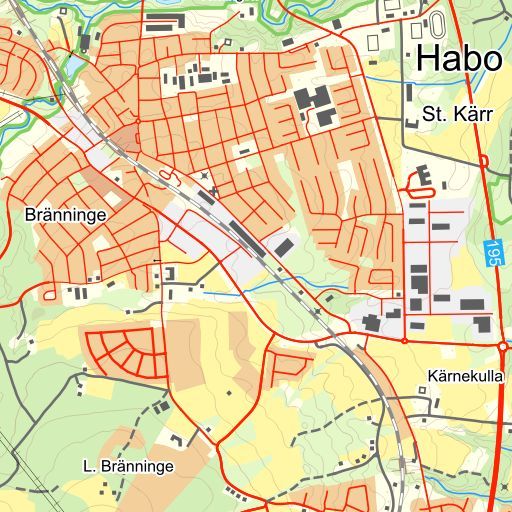 Habo
St. Kärr
Bränninge
195
Kärnekulla
L. Bränninge